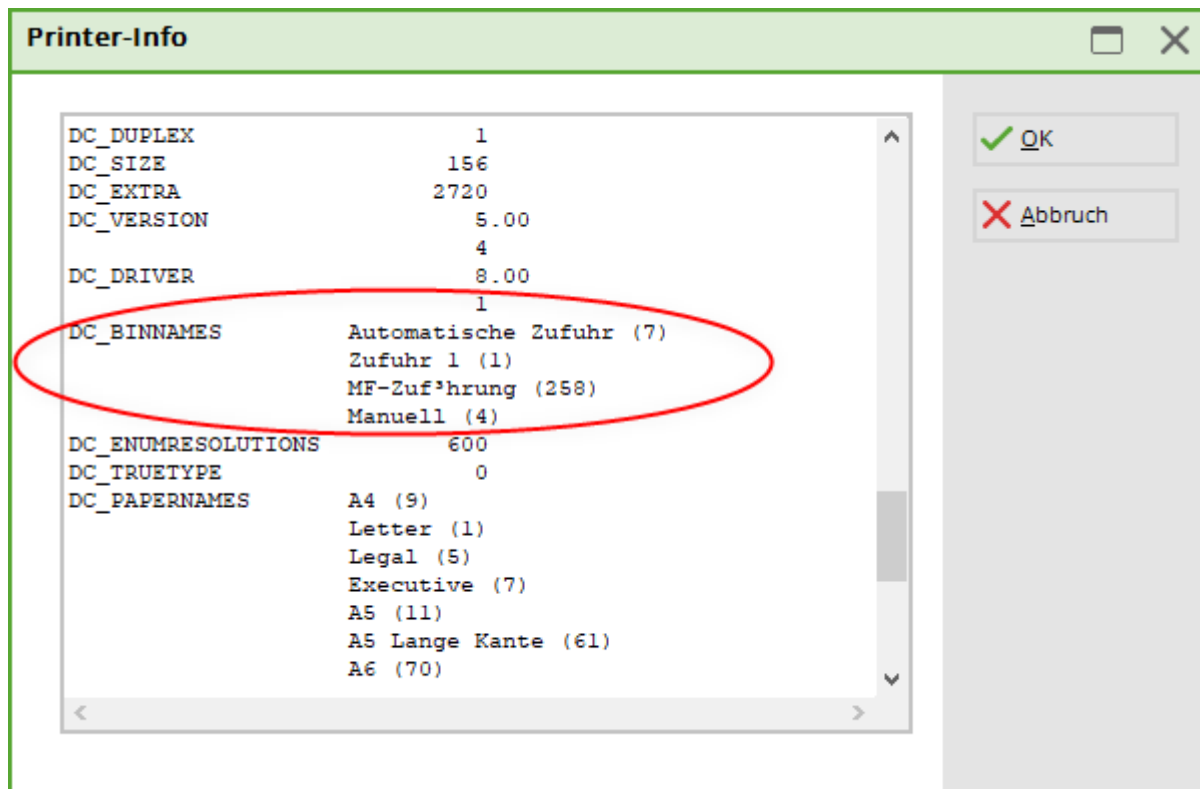 Printer-Info
DC_DUPLEX 1
DC_SIZE 156
DC_EXTRA 2720
DC_VERSION 5.00
4
DC_DRIVER 8.00
1
DC_BINNAMES Automatische Zufuhr (7)
Zufuhr 1 (1)
MF-Zuf³hrung (258)
Manuell (4)
DC_ENUMRESOLUTIONS 600
DC_TRUETYPE 0
DC_PAPERNAMES A4 (9)
Letter (1)
Legal (5)
Executive (7)
A5 (11)
A5 Lange Kante (61)
A6 (70)
OK
Abbruch